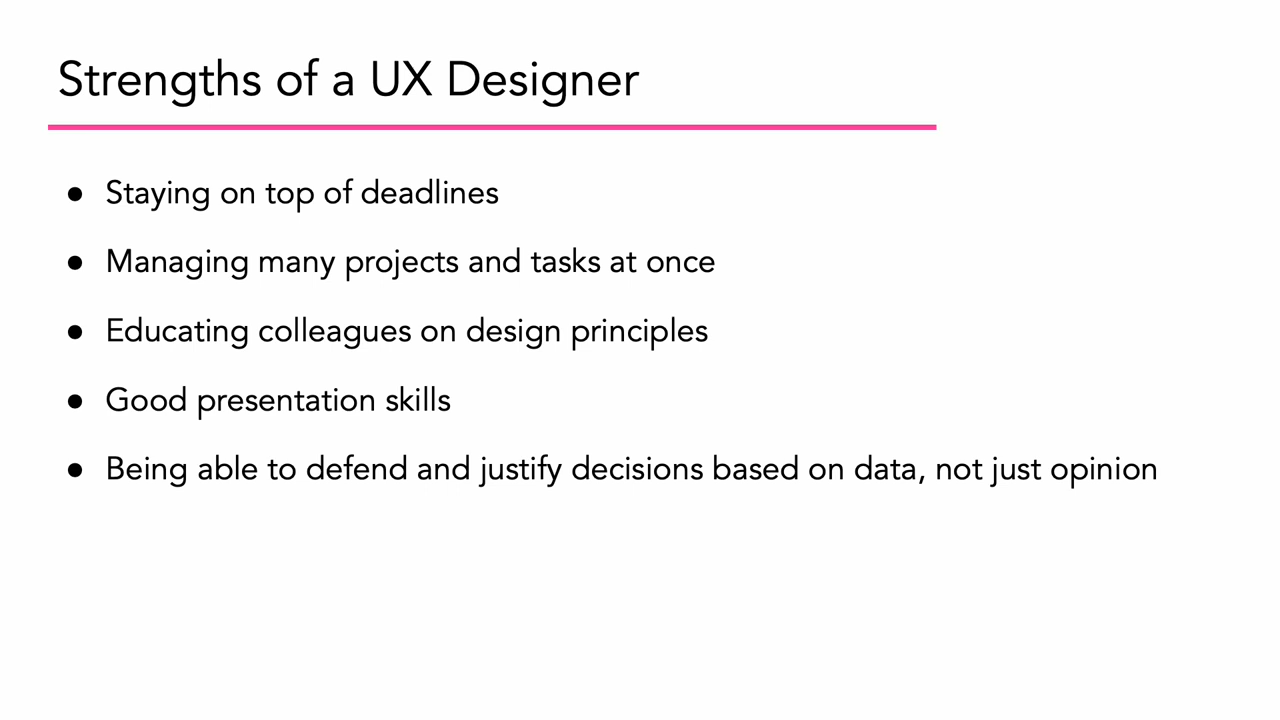 Strengths of a UX Designer
● Staying on top of deadlines
● Managing many projects and tasks at once
● Educating colleagues on design principles
● Good presentation skills
● Being able to defend and justify decisions based on data, not just opinion